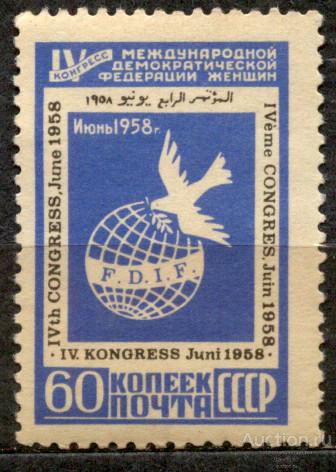 IV КОНГРЕСС МЕЖДУНАРОДНОЙ
ДЕМОКРАТИЧЕСКОЙ
ФЕДЕРАЦИИ ЖЕНЩИН
المؤتمر الرابع يونيو ١٩٥٨
Июнь 1958 г.
IVth CONGRESS, June 1958
IVème CONGRES, Juin 1958
F.D.I.F.
· IV. KONGRESS Juni 1958 ·
60 КОПЕЕК
ПОЧТА СССР
Auction.ru